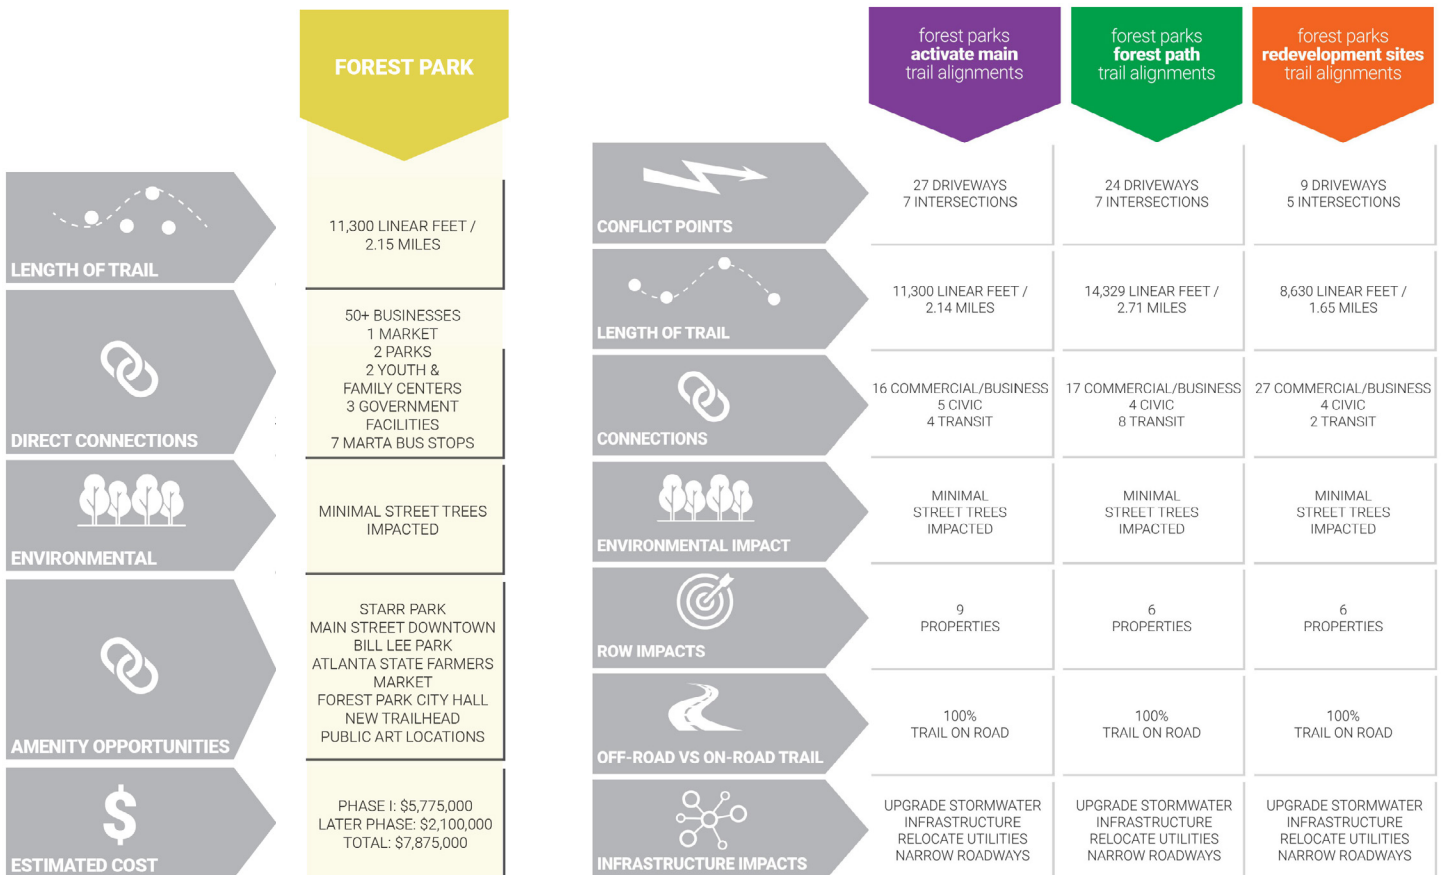 FOREST PARK
LENGTH OF TRAIL
11,300 LINEAR FEET /
2.15 MILES
DIRECT CONNECTIONS
50+ BUSINESSES
1 MARKET
2 PARKS
2 YOUTH &
FAMILY CENTERS
3 GOVERNMENT
FACILITIES
7 MARTA BUS STOPS
ENVIRONMENTAL
MINIMAL STREET TREES
IMPACTED
AMENITY OPPORTUNITIES
STARR PARK
MAIN STREET DOWNTOWN
BILL LEE PARK
ATLANTA STATE FARMERS
MARKET
FOREST PARK CITY HALL
NEW TRAILHEAD
PUBLIC ART LOCATIONS
$
ESTIMATED COST
PHASE I: $5,775,000
LATER PHASE: $2,100,000
TOTAL: $7,875,000
forest parks
activate main
trail alignments
forest parks
forest path
trail alignments
forest parks
redevelopment sites
trail alignments
CONFLICT POINTS
27 DRIVEWAYS
7 INTERSECTIONS
24 DRIVEWAYS
7 INTERSECTIONS
9 DRIVEWAYS
5 INTERSECTIONS
LENGTH OF TRAIL
11,300 LINEAR FEET /
2.14 MILES
14,329 LINEAR FEET /
2.71 MILES
8,630 LINEAR FEET /
1.65 MILES
CONNECTIONS
16 COMMERCIAL/BUSINESS
5 CIVIC
4 TRANSIT
17 COMMERCIAL/BUSINESS
4 CIVIC
8 TRANSIT
27 COMMERCIAL/BUSINESS
4 CIVIC
2 TRANSIT
ENVIRONMENTAL IMPACT
MINIMAL
STREET TREES
IMPACTED
MINIMAL
STREET TREES
IMPACTED
MINIMAL
STREET TREES
IMPACTED
ROW IMPACTS
9
PROPERTIES
6
PROPERTIES
6
PROPERTIES
OFF-ROAD VS ON-ROAD TRAIL
100%
TRAIL ON ROAD
100%
TRAIL ON ROAD
100%
TRAIL ON ROAD
INFRASTRUCTURE IMPACTS
UPGRADE STORMWATER
INFRASTRUCTURE
RELOCATE UTILITIES
NARROW ROADWAYS
UPGRADE STORMWATER
INFRASTRUCTURE
RELOCATE UTILITIES
NARROW ROADWAYS
UPGRADE STORMWATER
INFRASTRUCTURE
RELOCATE UTILITIES
NARROW ROADWAYS